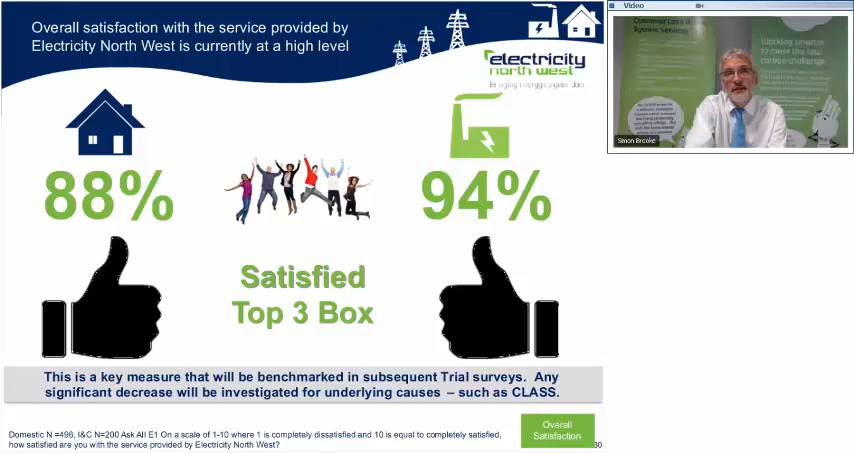 Overall satisfaction with the service provided by
Electricity North West is currently at a high level
electricity
north west
Bringing energy to your door
88%
94%
Satisfied
Top 3 Box
This is a key measure that will be benchmarked in subsequent Trial surveys. Any
significant decrease will be investigated for underlying causes – such as CLASS.
Overall
Satisfaction
Domestic N =496, I&C N=200 Ask All E1 On a scale of 1-10 where 1 is completely dissatisfied and 10 is equal to completely satisfied,
how satisfied are you with the service provided by Electricity North West?
30
Video
Customer Load
System Services
Working smarter
to meet the low
carbon challenge
Simon Brooke